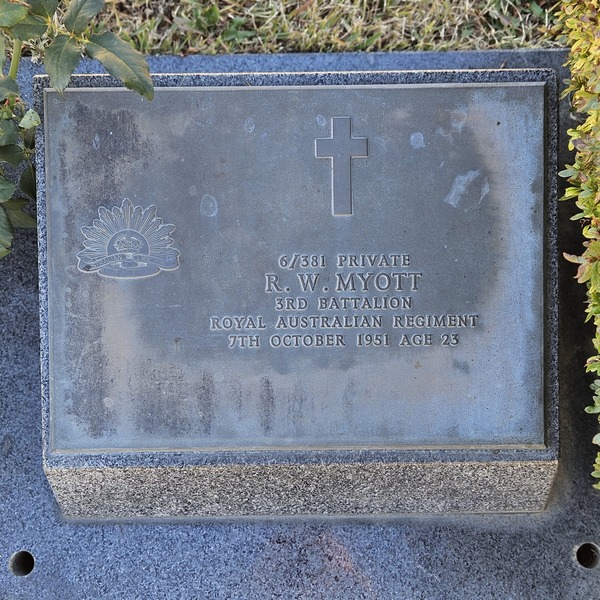 6/381 PRIVATE
R. W. MYOTT
3RD BATTALION
ROYAL AUSTRALIAN REGIMENT
7TH OCTOBER 1951 AGE 23